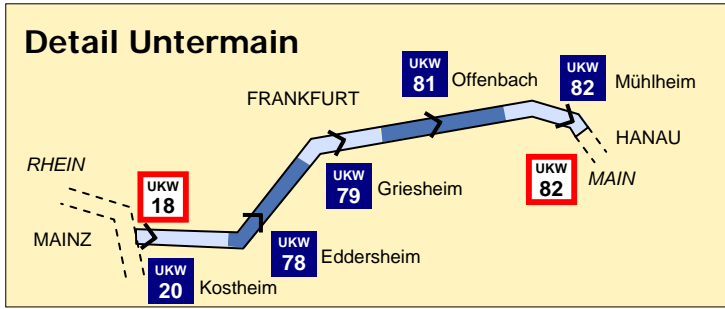 Detail Untermain
UKW
81
Offenbach
UKW
82
Mühlheim
FRANKFURT
HANAU
RHEIN
UKW
18
UKW
79
Griesheim
UKW
82
MAIN
MAINZ
UKW
78
Eddersheim
UKW
20
Kostheim